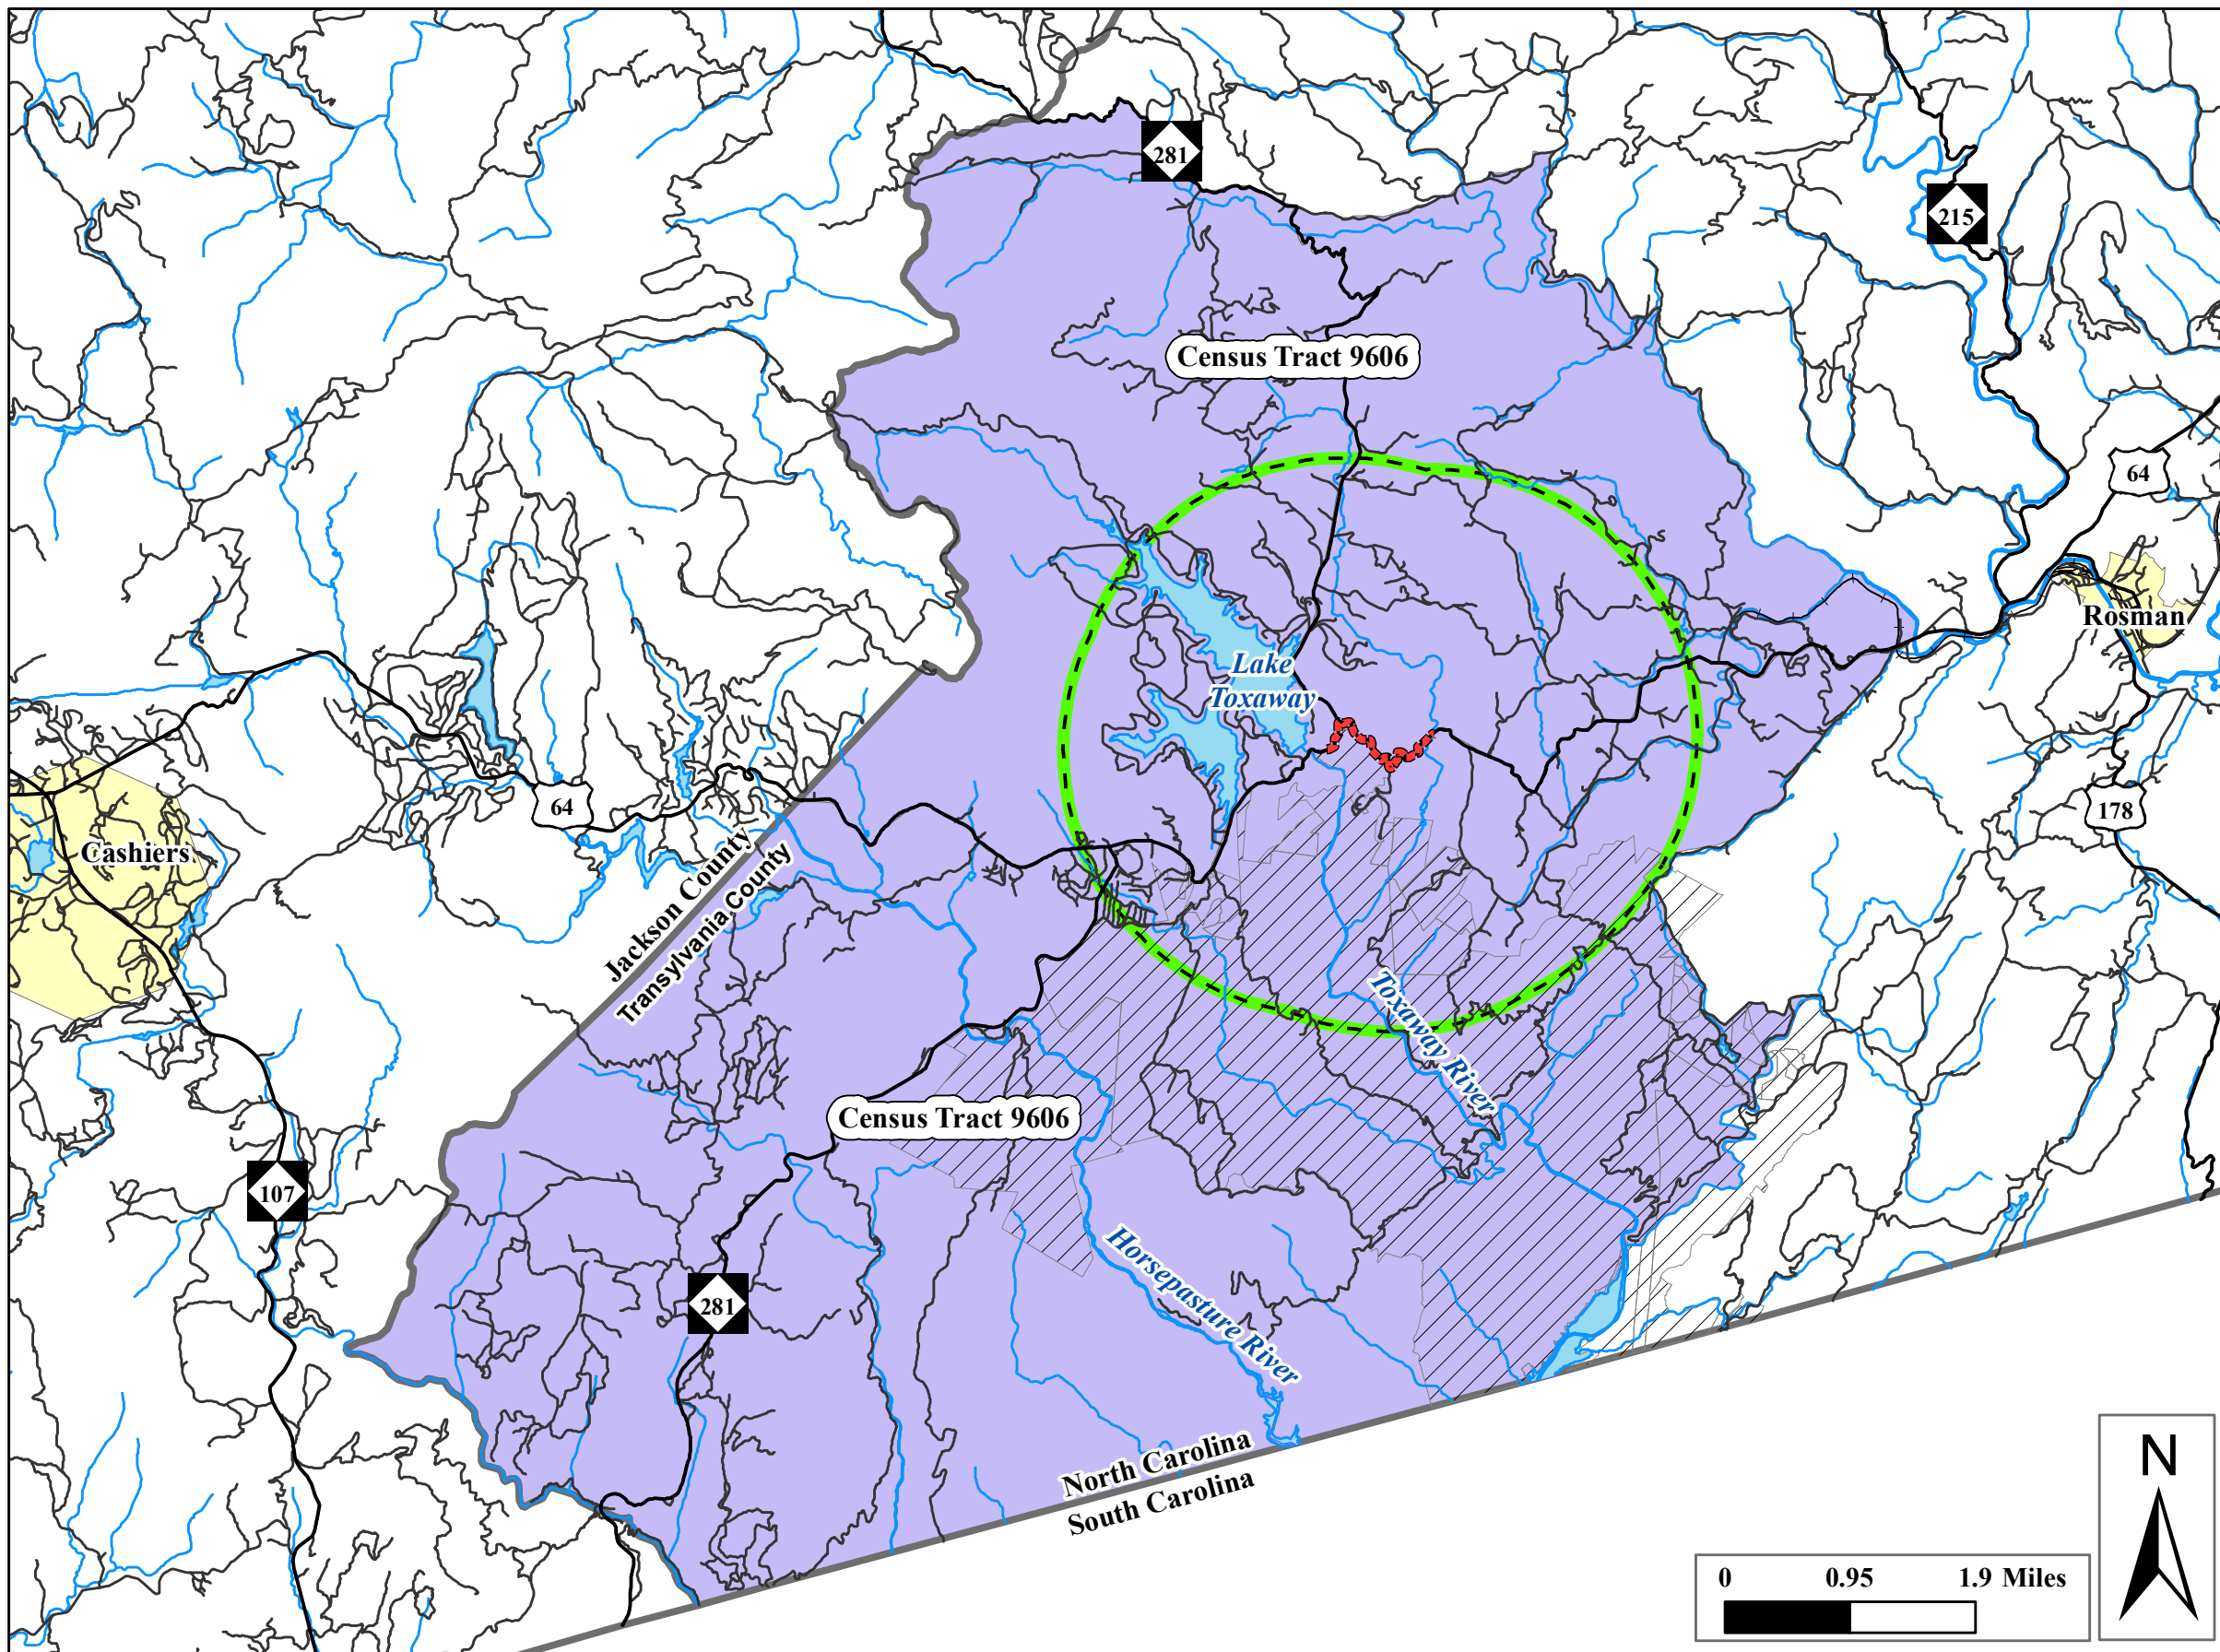 281
215
Census Tract 9606
64
Rosman
Lake
Toxaway
64
178
Cashiers
Jackson County
Transylvania County
Toxaway River
Census Tract 9606
107
Horsepasture River
281
North Carolina
South Carolina
N
0 0.95 1.9 Miles